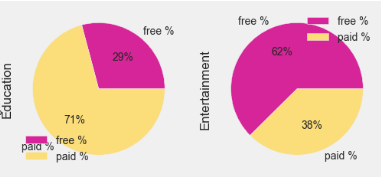 Education
free %
29%
71%
paid %
free %
paid %
Entertainment
free %
62%
38%
paid %
free %
paid %